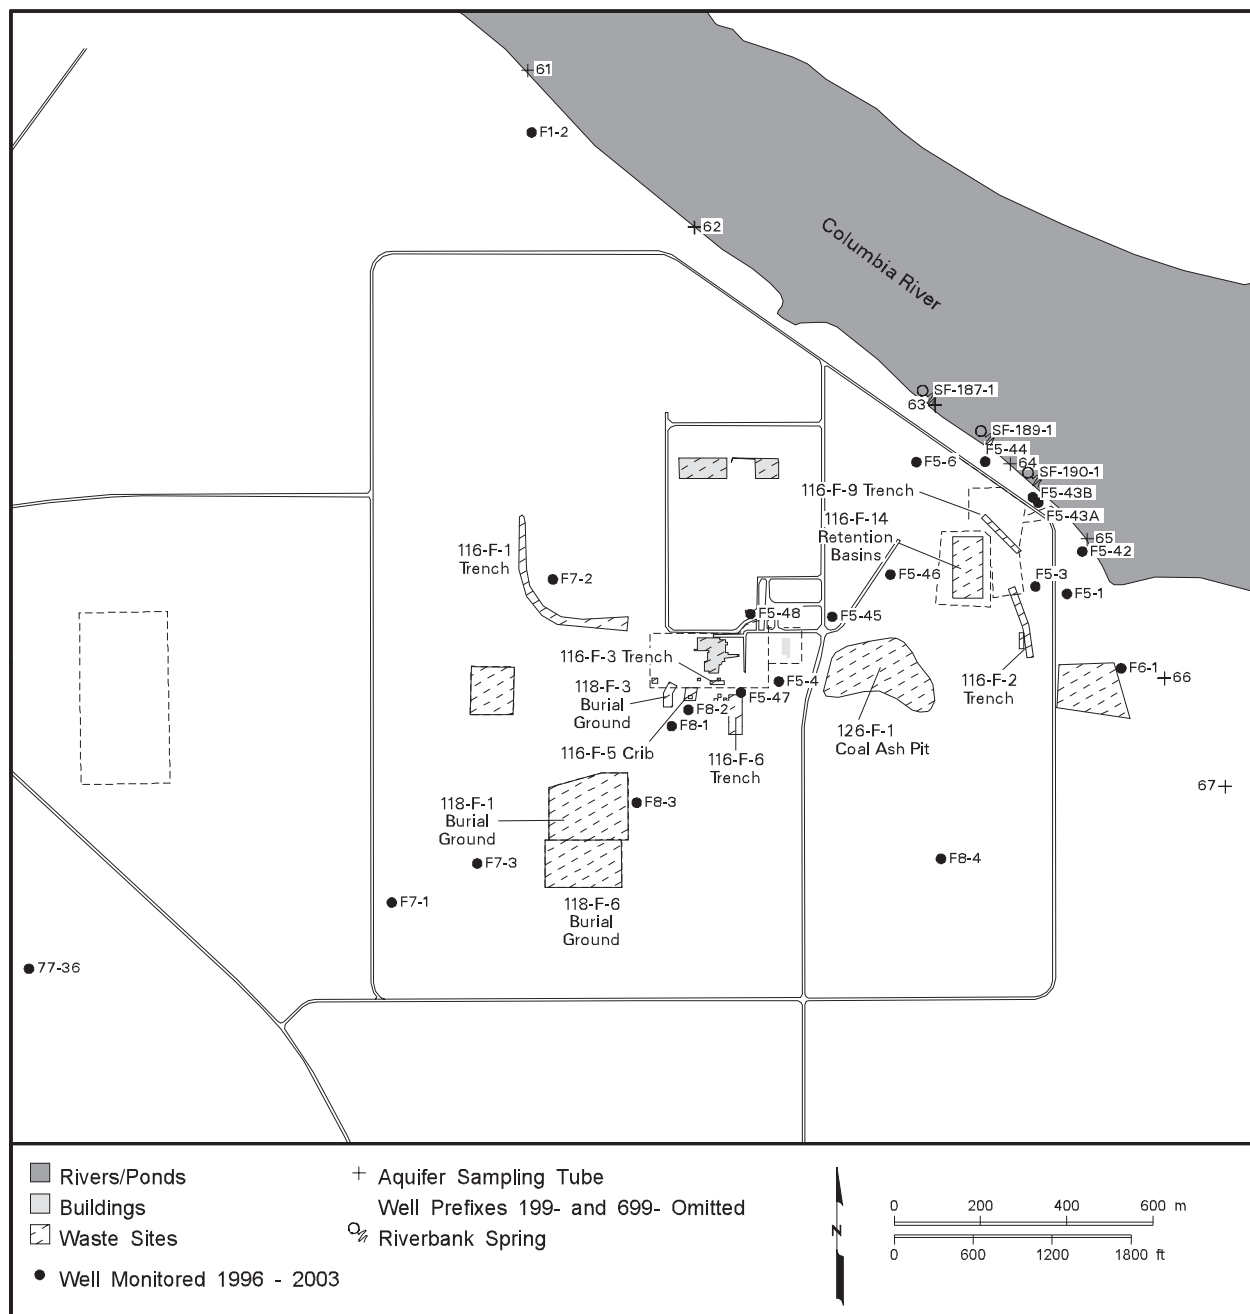 61
F1-2
62
Columbia River
SF-187-1
63
SF-189-1
F5-44
F5-6
64
SF-190-1
116-F-9 Trench
F5-43B
F5-43A
116-F-14
Retention
Basins
65
F5-42
116-F-1
Trench
F7-2
F5-46
F5-3
F5-1
F5-48
F5-45
116-F-3 Trench
F6-1
66
118-F-3
Burial
Ground
F5-4
F5-47
116-F-2
Trench
F8-2
F8-1
126-F-1
Coal Ash Pit
116-F-5 Crib
116-F-6
Trench
67
118-F-1
Burial
Ground
F8-3
F7-3
F8-4
F7-1
118-F-6
Burial
Ground
77-36
Rivers/Ponds
Buildings
Waste Sites
Well Monitored 1996 - 2003
Aquifer Sampling Tube
Well Prefixes 199- and 699- Omitted
Riverbank Spring
N
0 200 400 600 m
0 600 1200 1800 ft